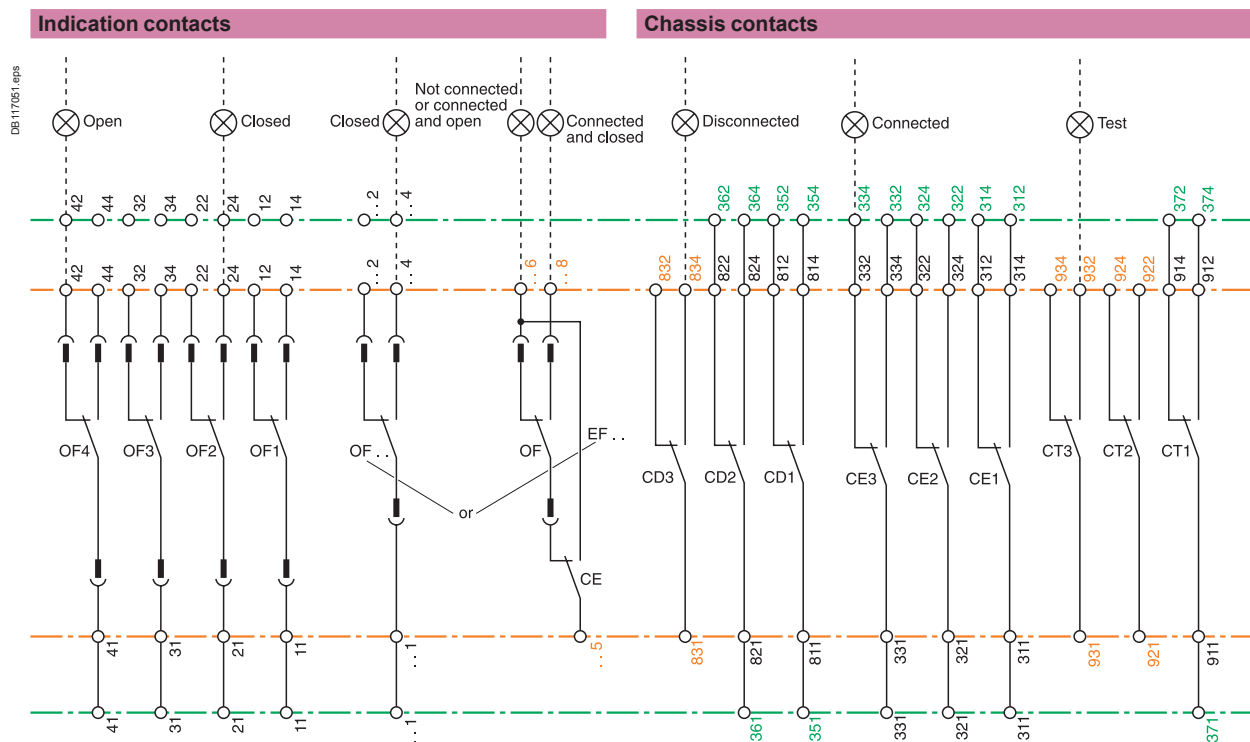 Indication contacts
Chassis contacts
DB117051.eps
Open
Closed
Closed
Not connected
or connected
and open
Connected
and closed
Disconnected
Connected
Test
42 44 32 34 22 24 12 14 ..2 ..4 362 364 352 354 334 332 324 322 314 312 372 374
42 44 32 34 22 24 12 14 ..2 ..4 ..6 ..8 832 834 822 824 812 814 332 334 322 324 312 314 934 932 924 922 914 912
OF4 OF3 OF2 OF1 OF .. OF EF .. CD3 CD2 CD1 CE3 CE2 CE1 CT3 CT2 CT1
or
CE
41 31 21 11 ..1 ..5 831 821 811 331 321 311 931 921 911
41 31 21 11 ..1 361 351 331 321 311 371